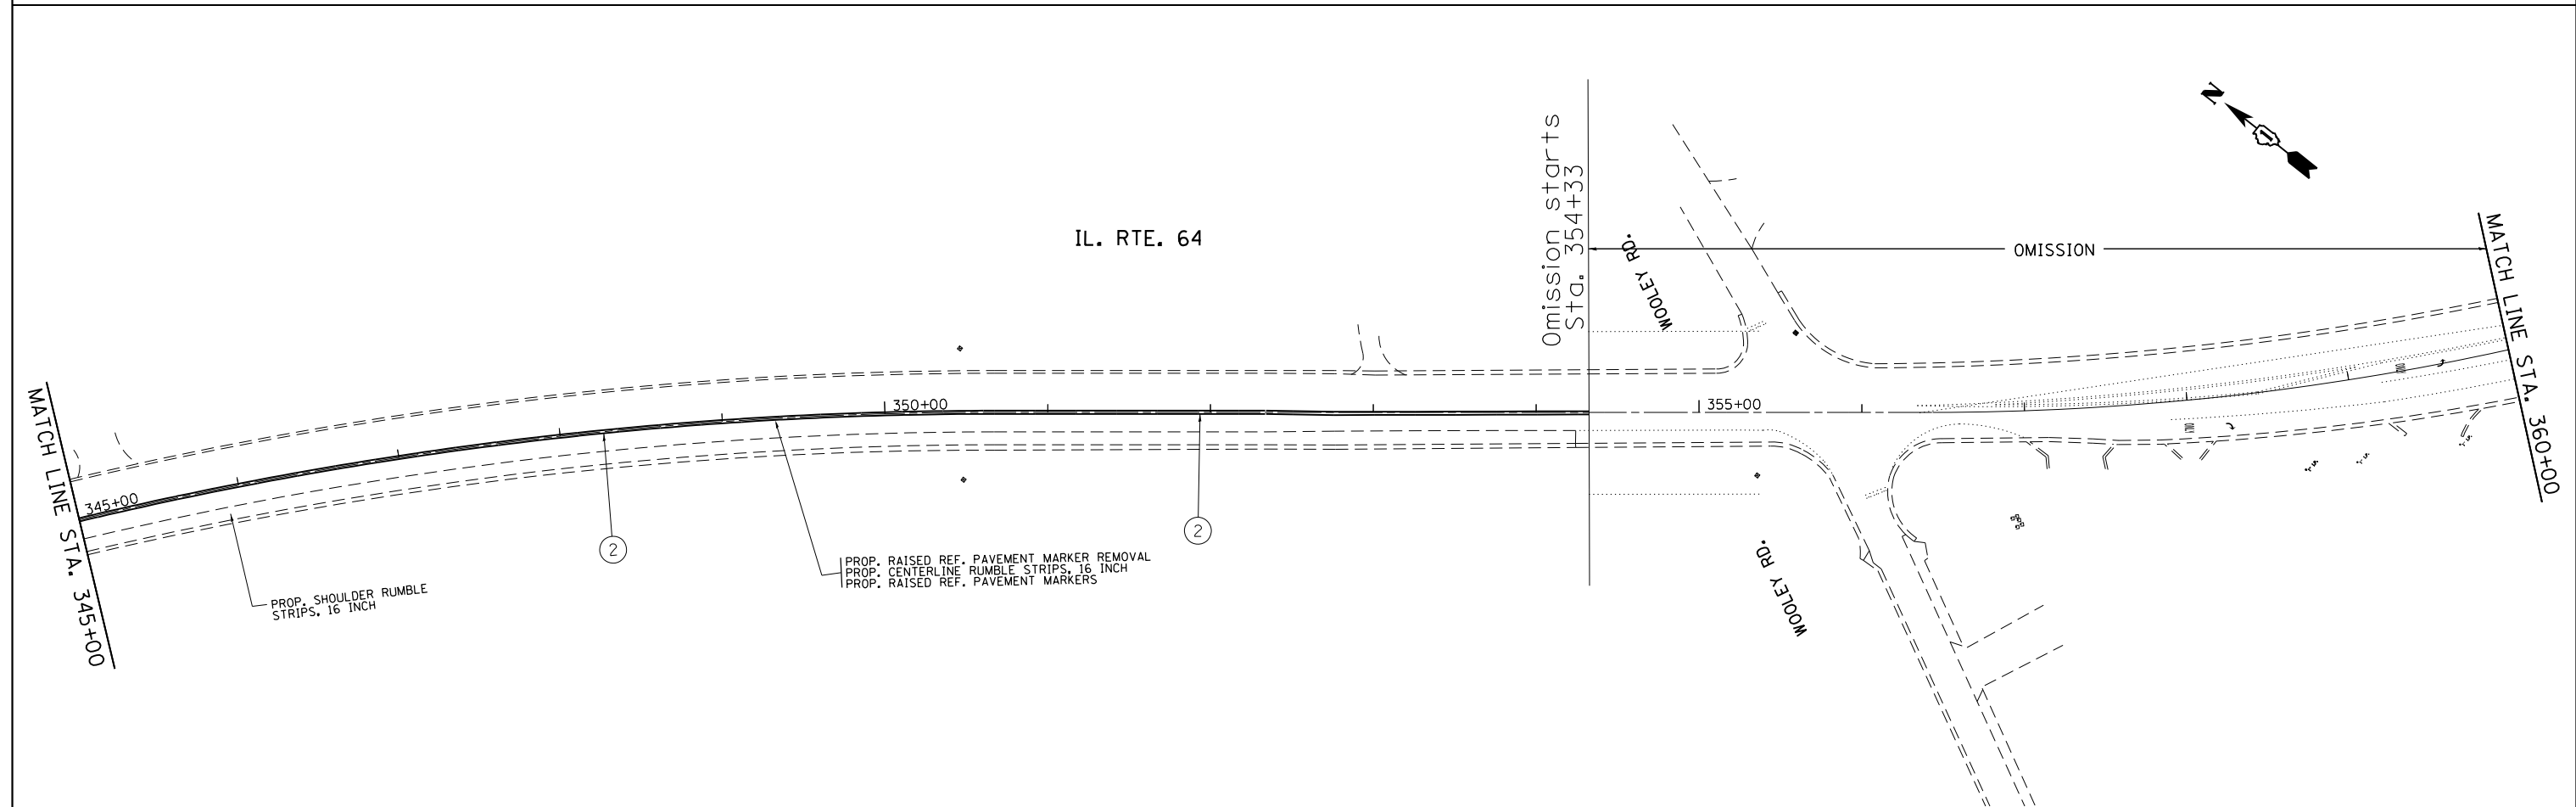 N
IL. RTE. 64
Omission starts
Sta. 354+33
WOOLEY RD.
OMISSION
MATCH LINE STA. 360+00
MATCH LINE STA. 345+00
345+00
350+00
355+00
ONLY
ONLY
2
2
PROP. SHOULDER RUMBLE
STRIPS, 16 INCH
PROP. RAISED REF. PAVEMENT MARKER REMOVAL
PROP. CENTERLINE RUMBLE STRIPS, 16 INCH
PROP. RAISED REF. PAVEMENT MARKERS
WOOLEY RD.